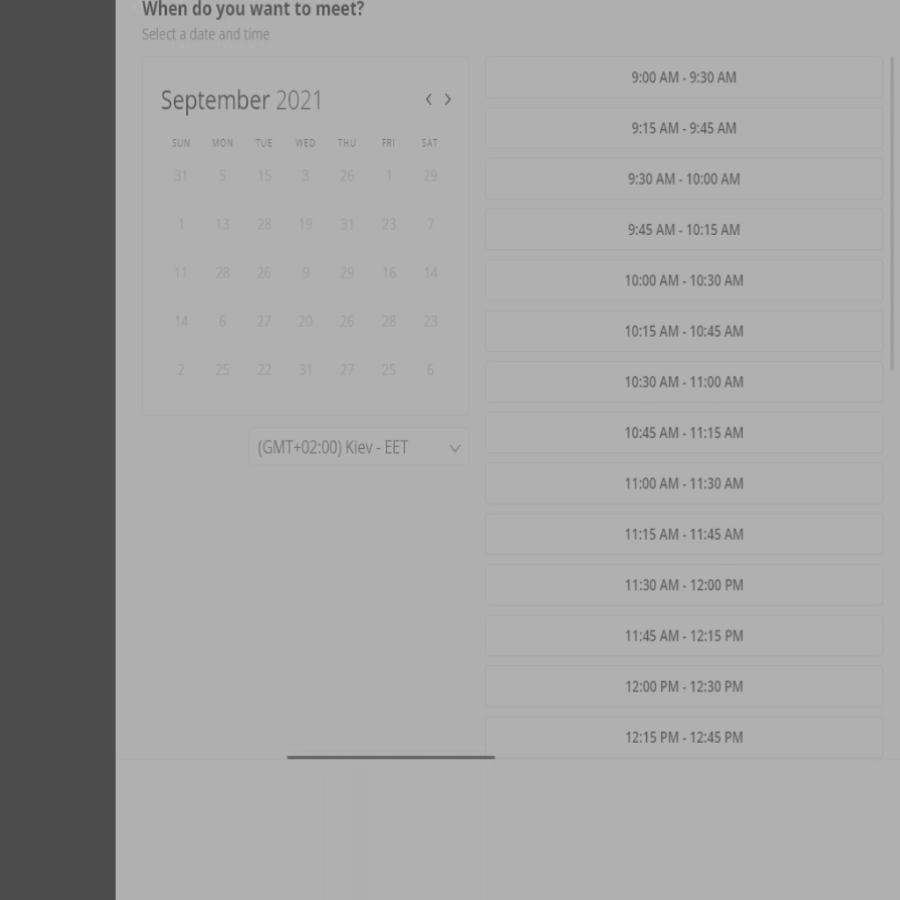 When do you want to meet?
Select a date and time
September 2021
SUN MON TUE WED THU FRI SAT
31 5 15 3 26 1 29
1 13 28 19 31 23 7
11 28 26 9 29 16 14
14 6 27 20 26 28 23
2 25 22 31 27 25 6
(GMT+02:00) Kiev - EET
9:00 AM - 9:30 AM
9:15 AM - 9:45 AM
9:30 AM - 10:00 AM
9:45 AM - 10:15 AM
10:00 AM - 10:30 AM
10:15 AM - 10:45 AM
10:30 AM - 11:00 AM
10:45 AM - 11:15 AM
11:00 AM - 11:30 AM
11:15 AM - 11:45 AM
11:30 AM - 12:00 PM
11:45 AM - 12:15 PM
12:00 PM - 12:30 PM
12:15 PM - 12:45 PM